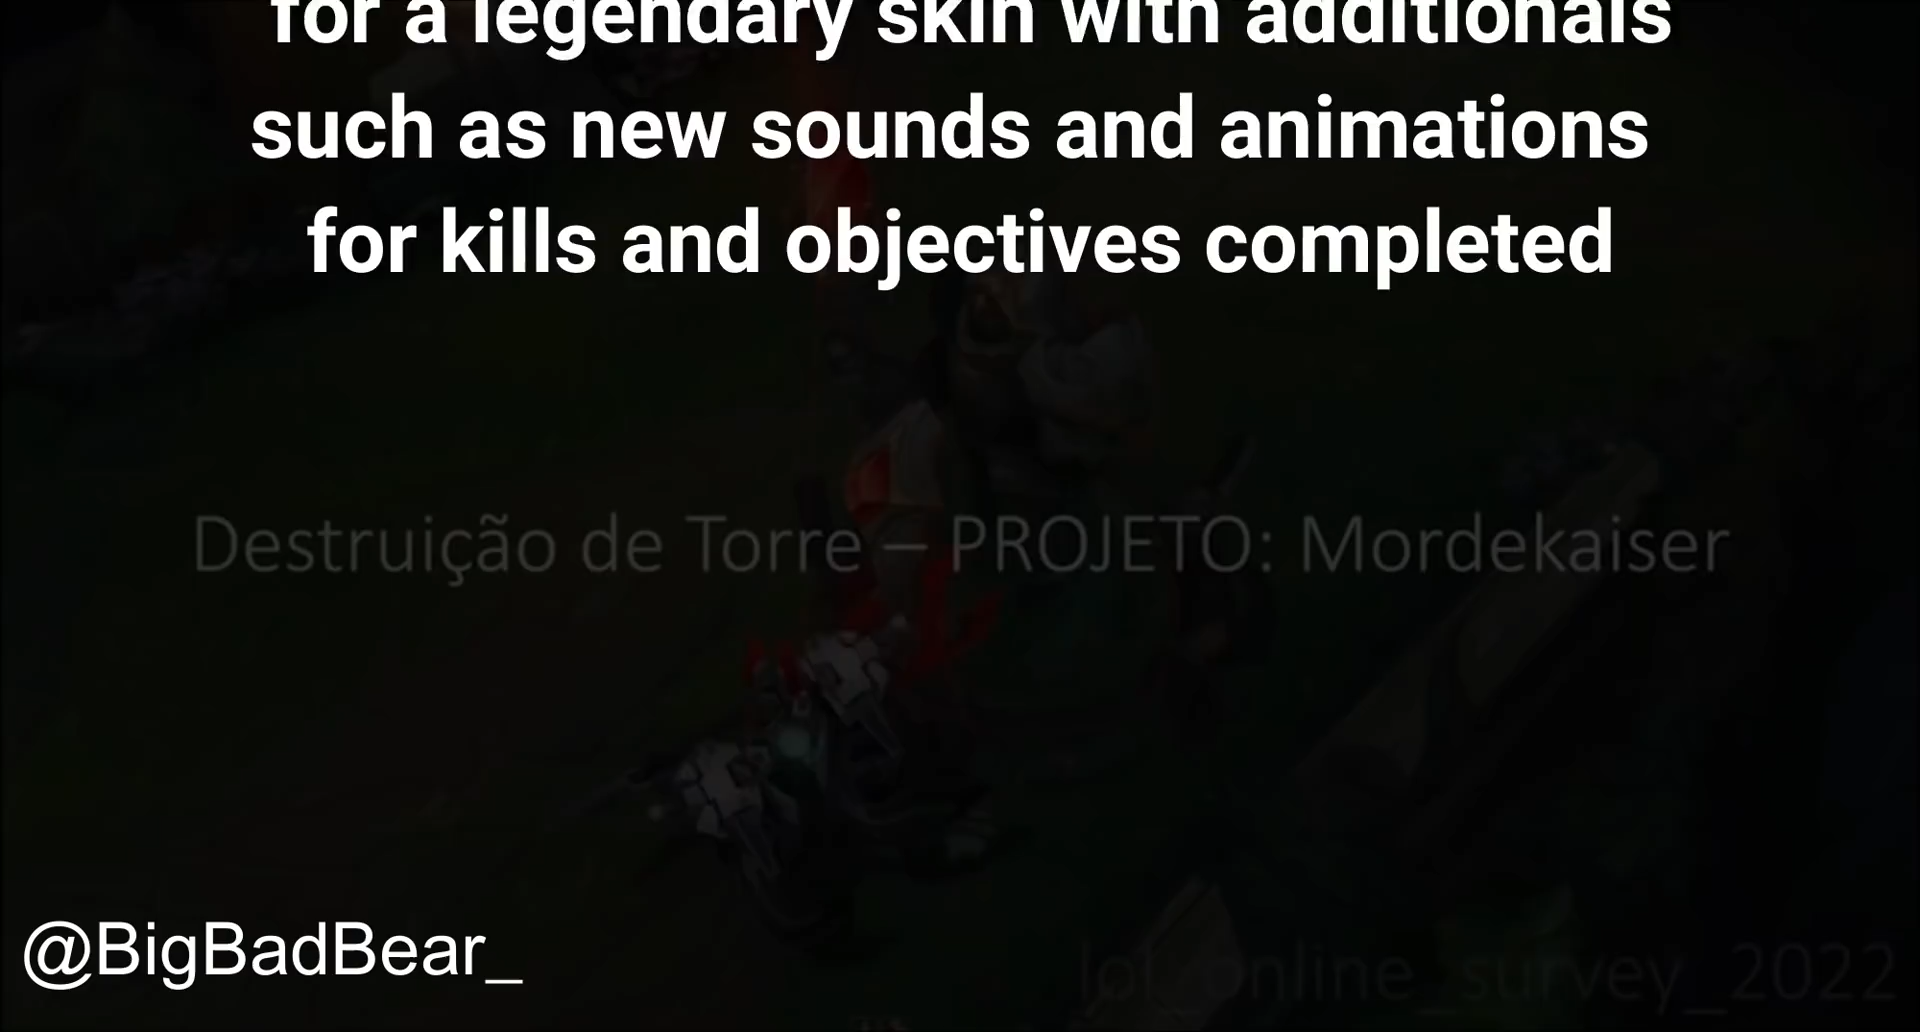 for a legendary skin with additionals
such as new sounds and animations
for kills and objectives completed
Destruição de Torre – PROJETO: Mordekaiser
@BigBadBear_
lol_online_survey_2022